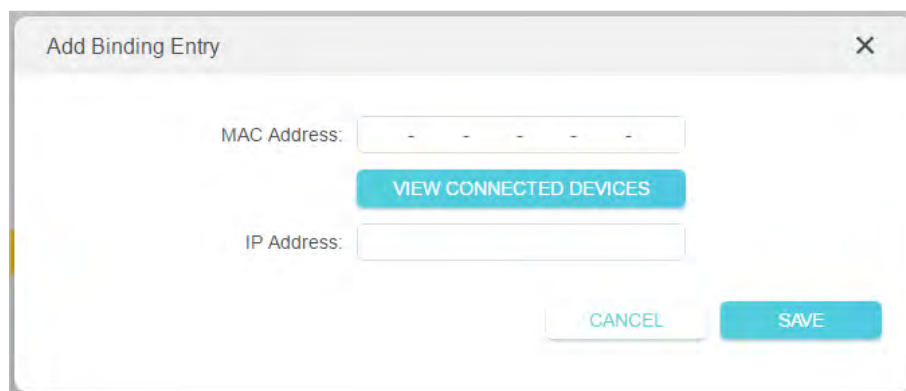 Add Binding Entry ×
MAC Address: - - - - -
VIEW CONNECTED DEVICES
IP Address:
CANCEL SAVE